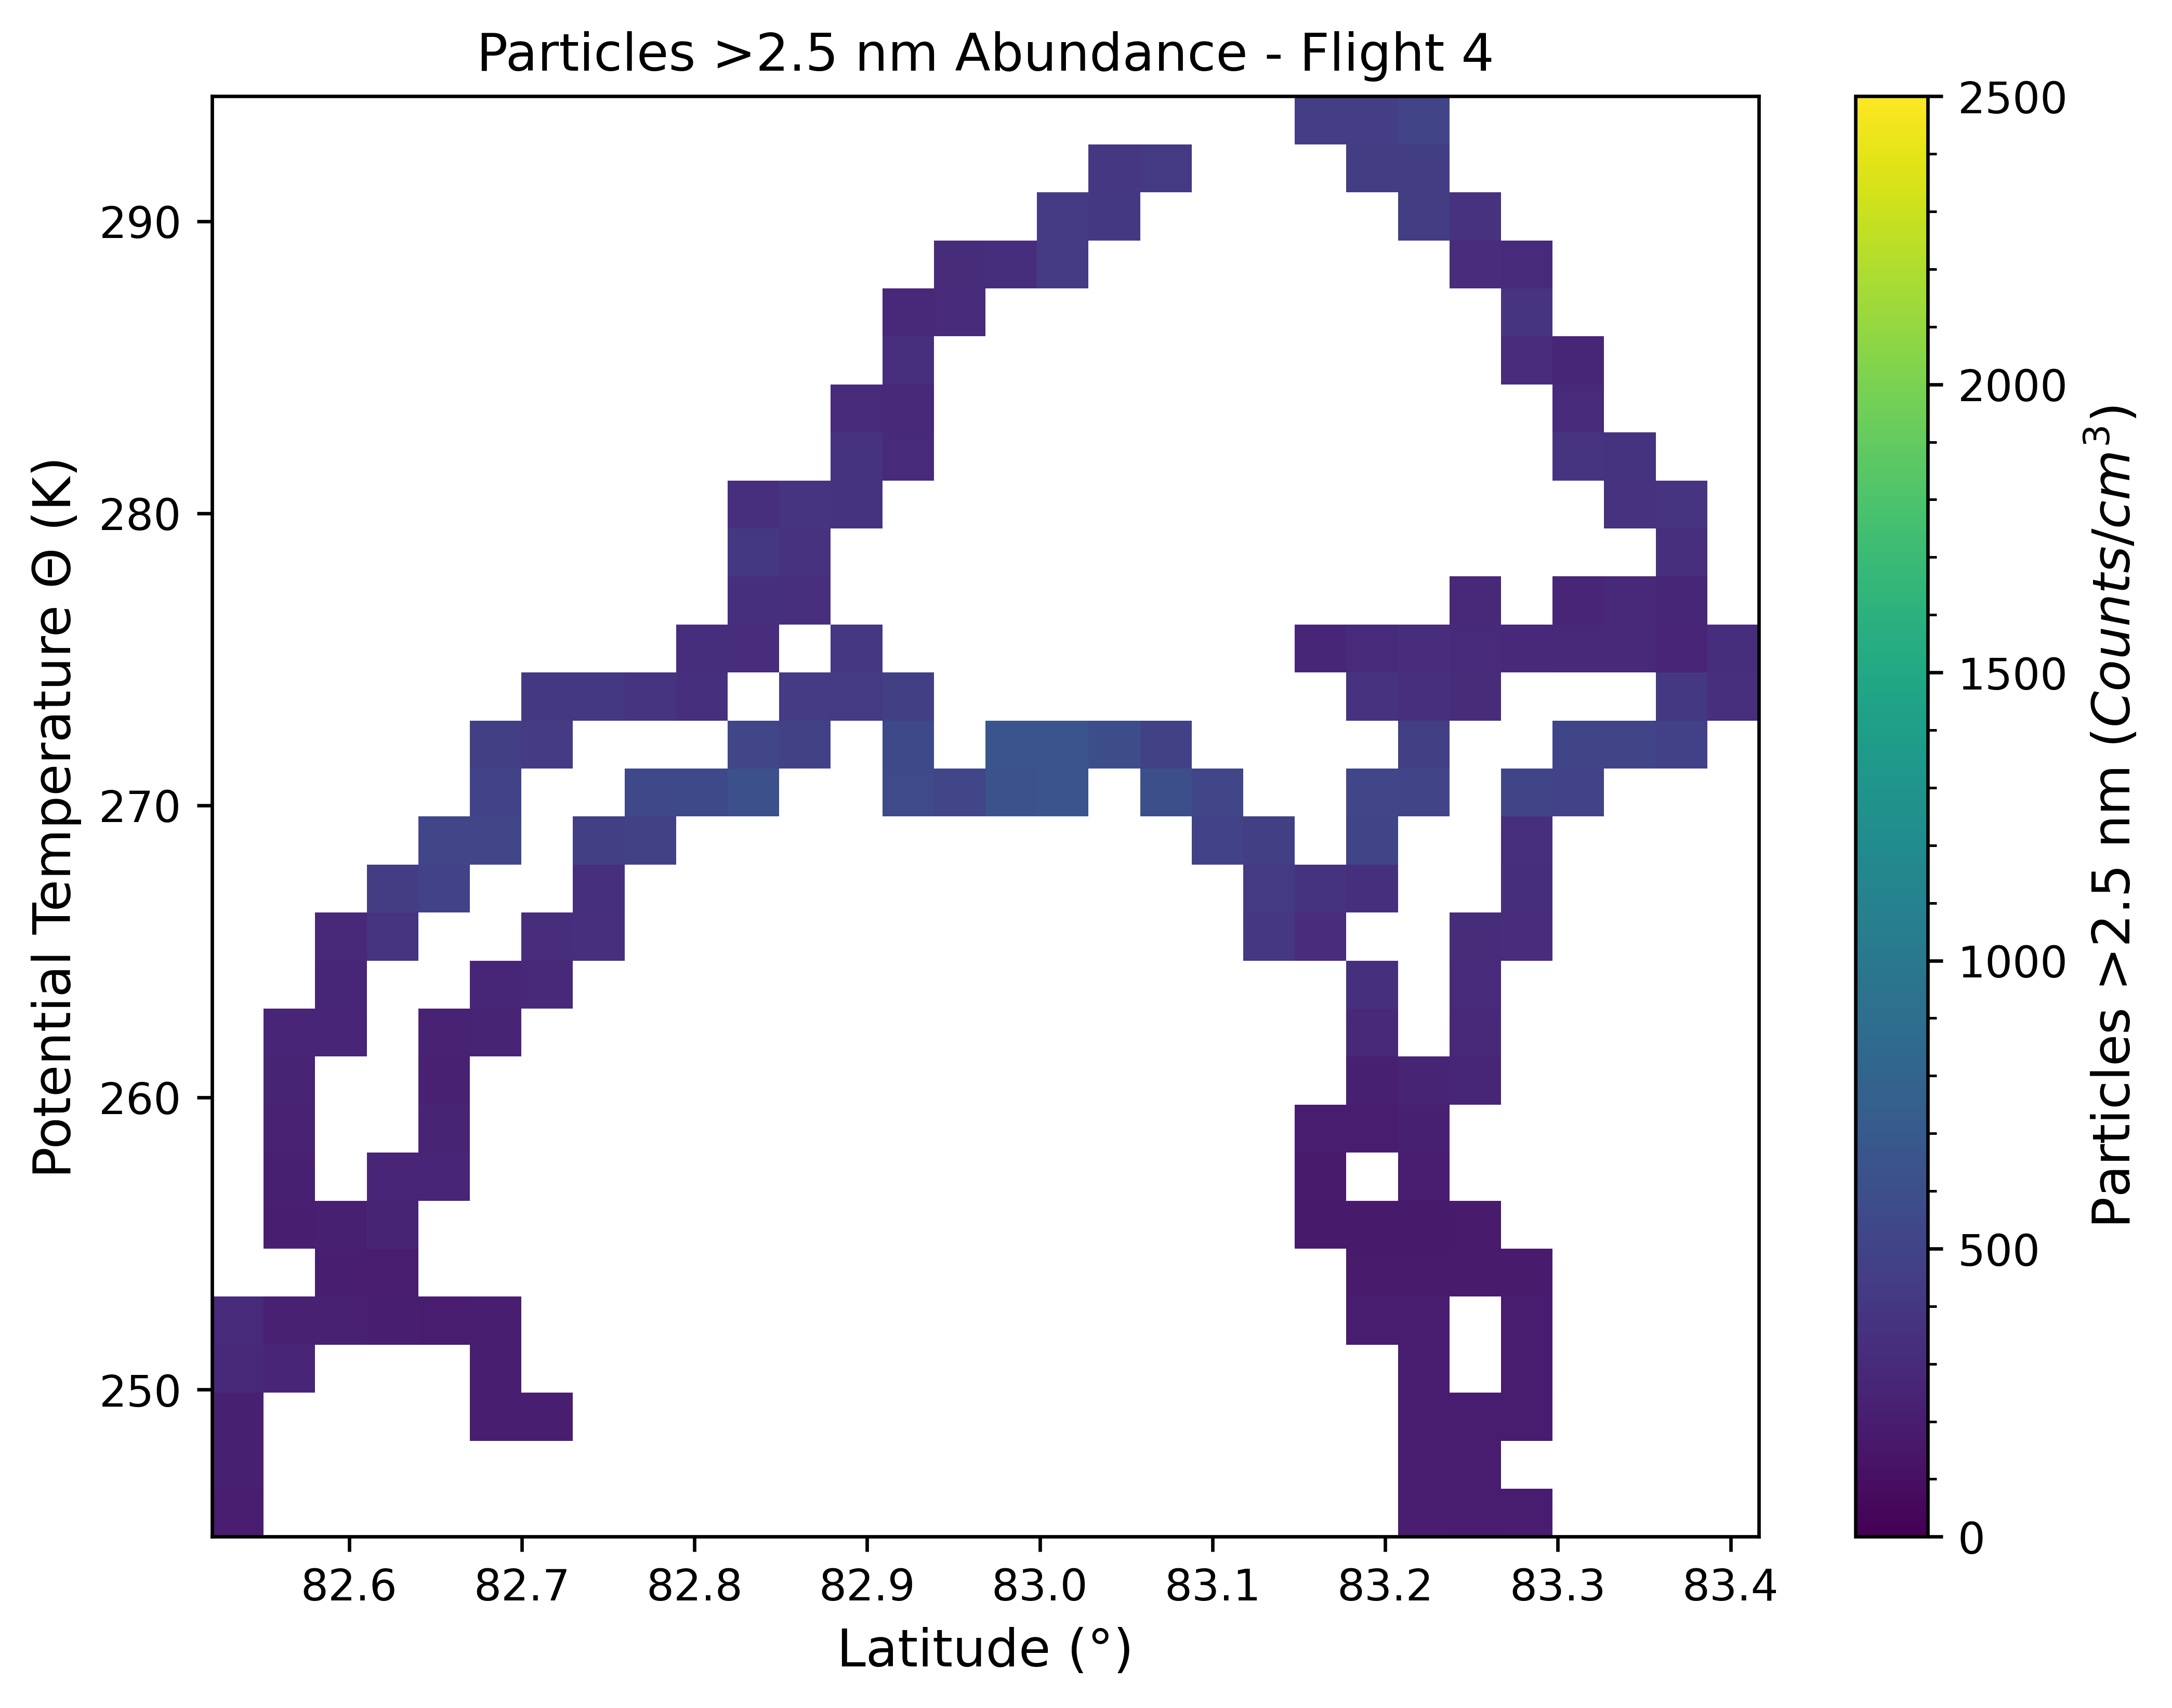 Particles >2.5 nm Abundance - Flight 4
Potential Temperature Θ (K)
290
280
270
260
250
82.6 82.7 82.8 82.9 83.0 83.1 83.2 83.3 83.4
Latitude (°)
2500
2000
1500
1000
500
0
Particles >2.5 nm (Counts/cm³)